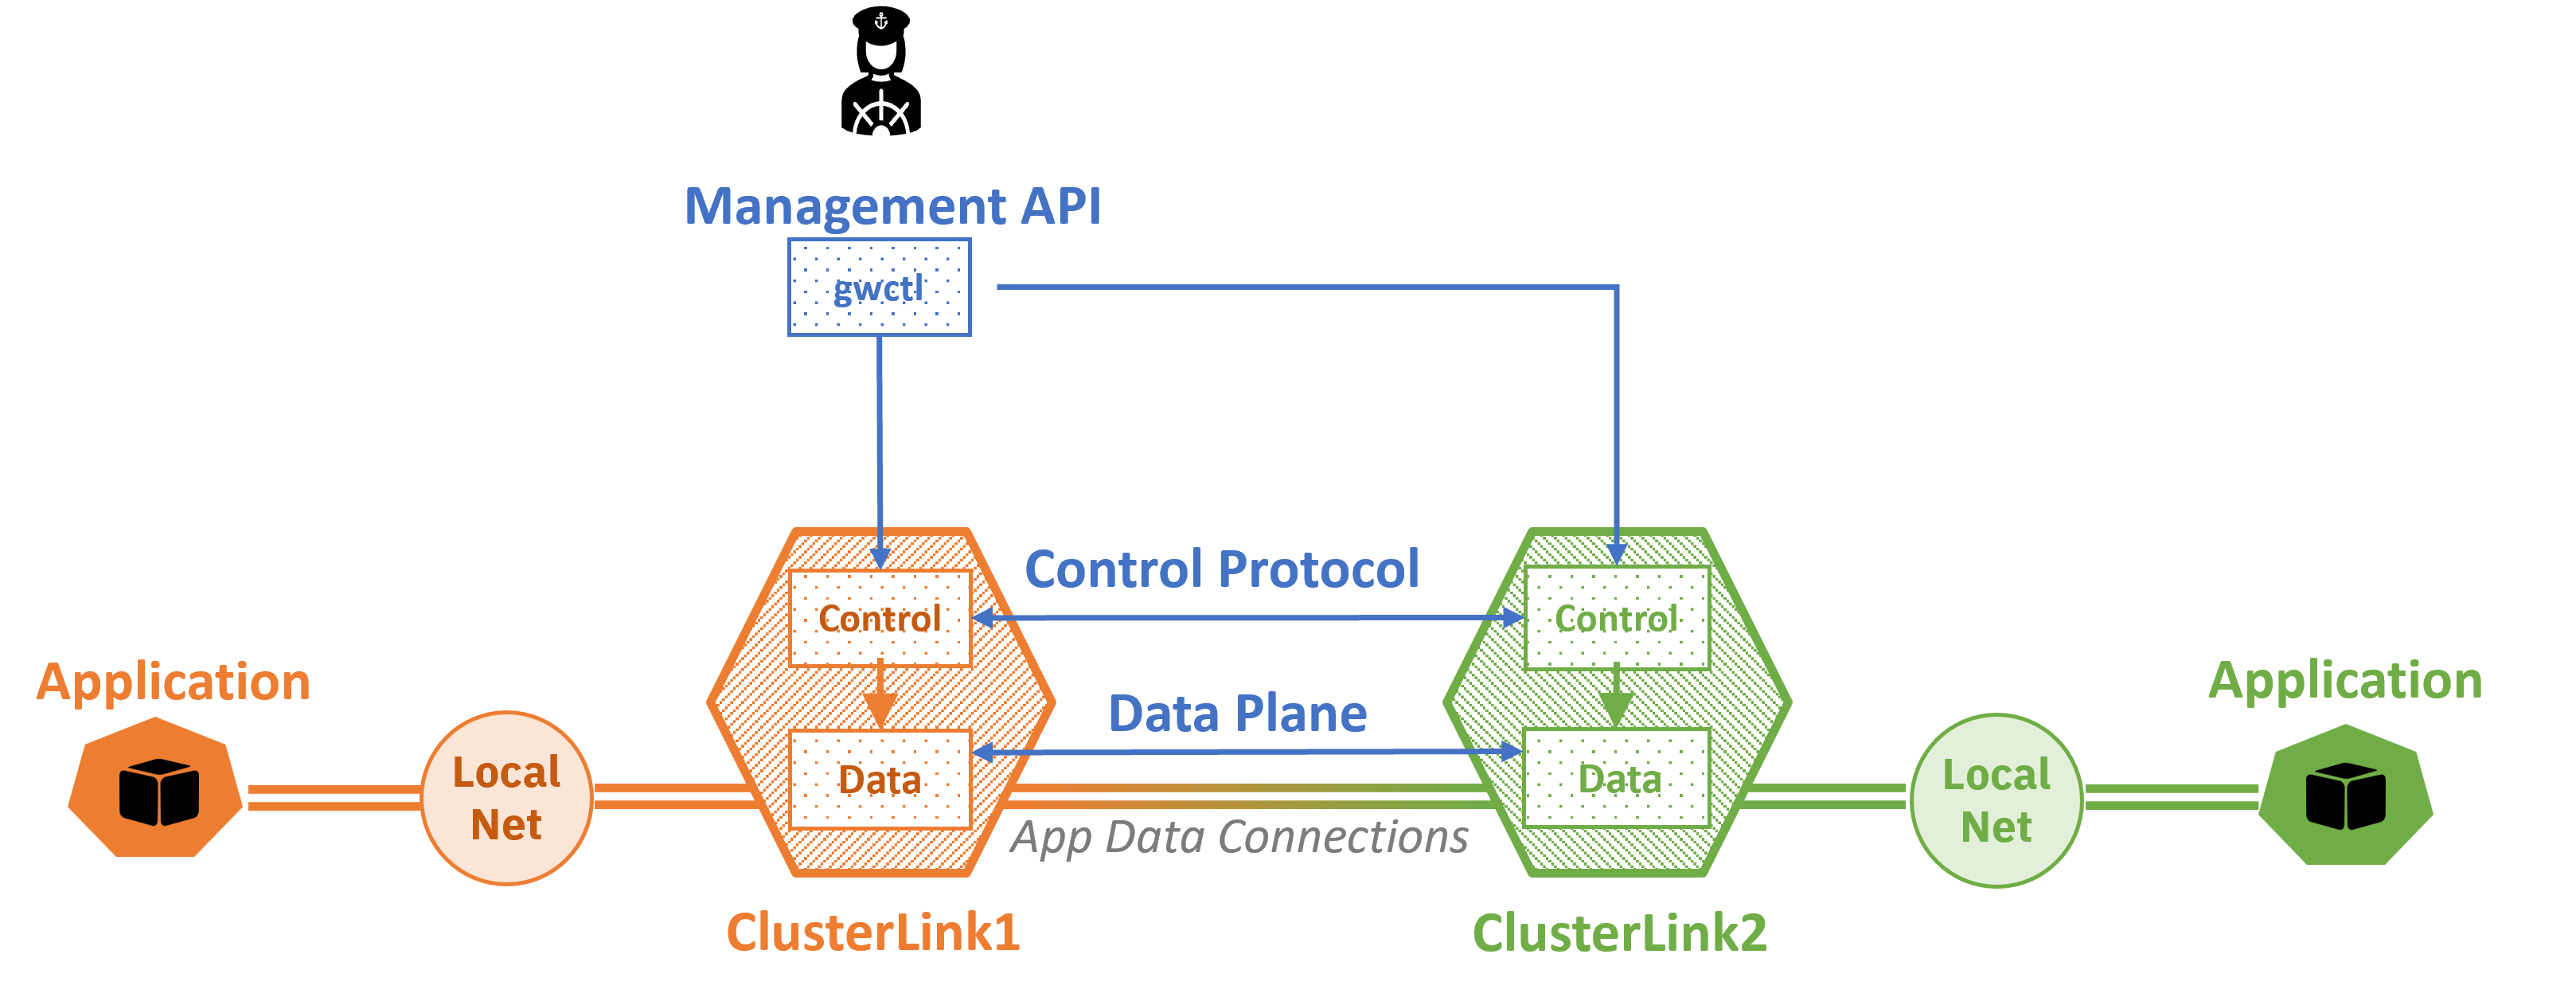 Management API
gwctl
Control Protocol
Control
Control
Application
Application
Data Plane
Local
Net
Data
Data
Local
Net
App Data Connections
ClusterLink1
ClusterLink2